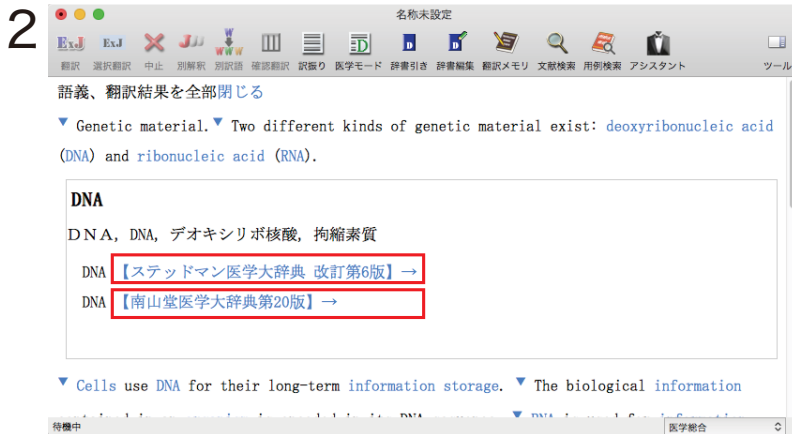 2
名称未設定
ExJ ExJ
翻訳 選択翻訳 中止 別解釈 別訳語 確認翻訳 訳振り 医学モード 辞書引き 辞書編集 翻訳メモリ 文献検索 用例検索 アシスタント ツール
語義、翻訳結果を全部閉じる
▼ Genetic material. ▼ Two different kinds of genetic material exist: deoxyribonucleic acid
(DNA) and ribonucleic acid (RNA).
DNA
ＤＮＡ, DNA, デオキシリボ核酸, 拘縮素質
DNA 【ステッドマン医学大辞典 改訂第6版】→
DNA 【南山堂医学大辞典第20版】→
▼ Cells use DNA for their long-term information storage. ▼ The biological information
待機中 医学総合